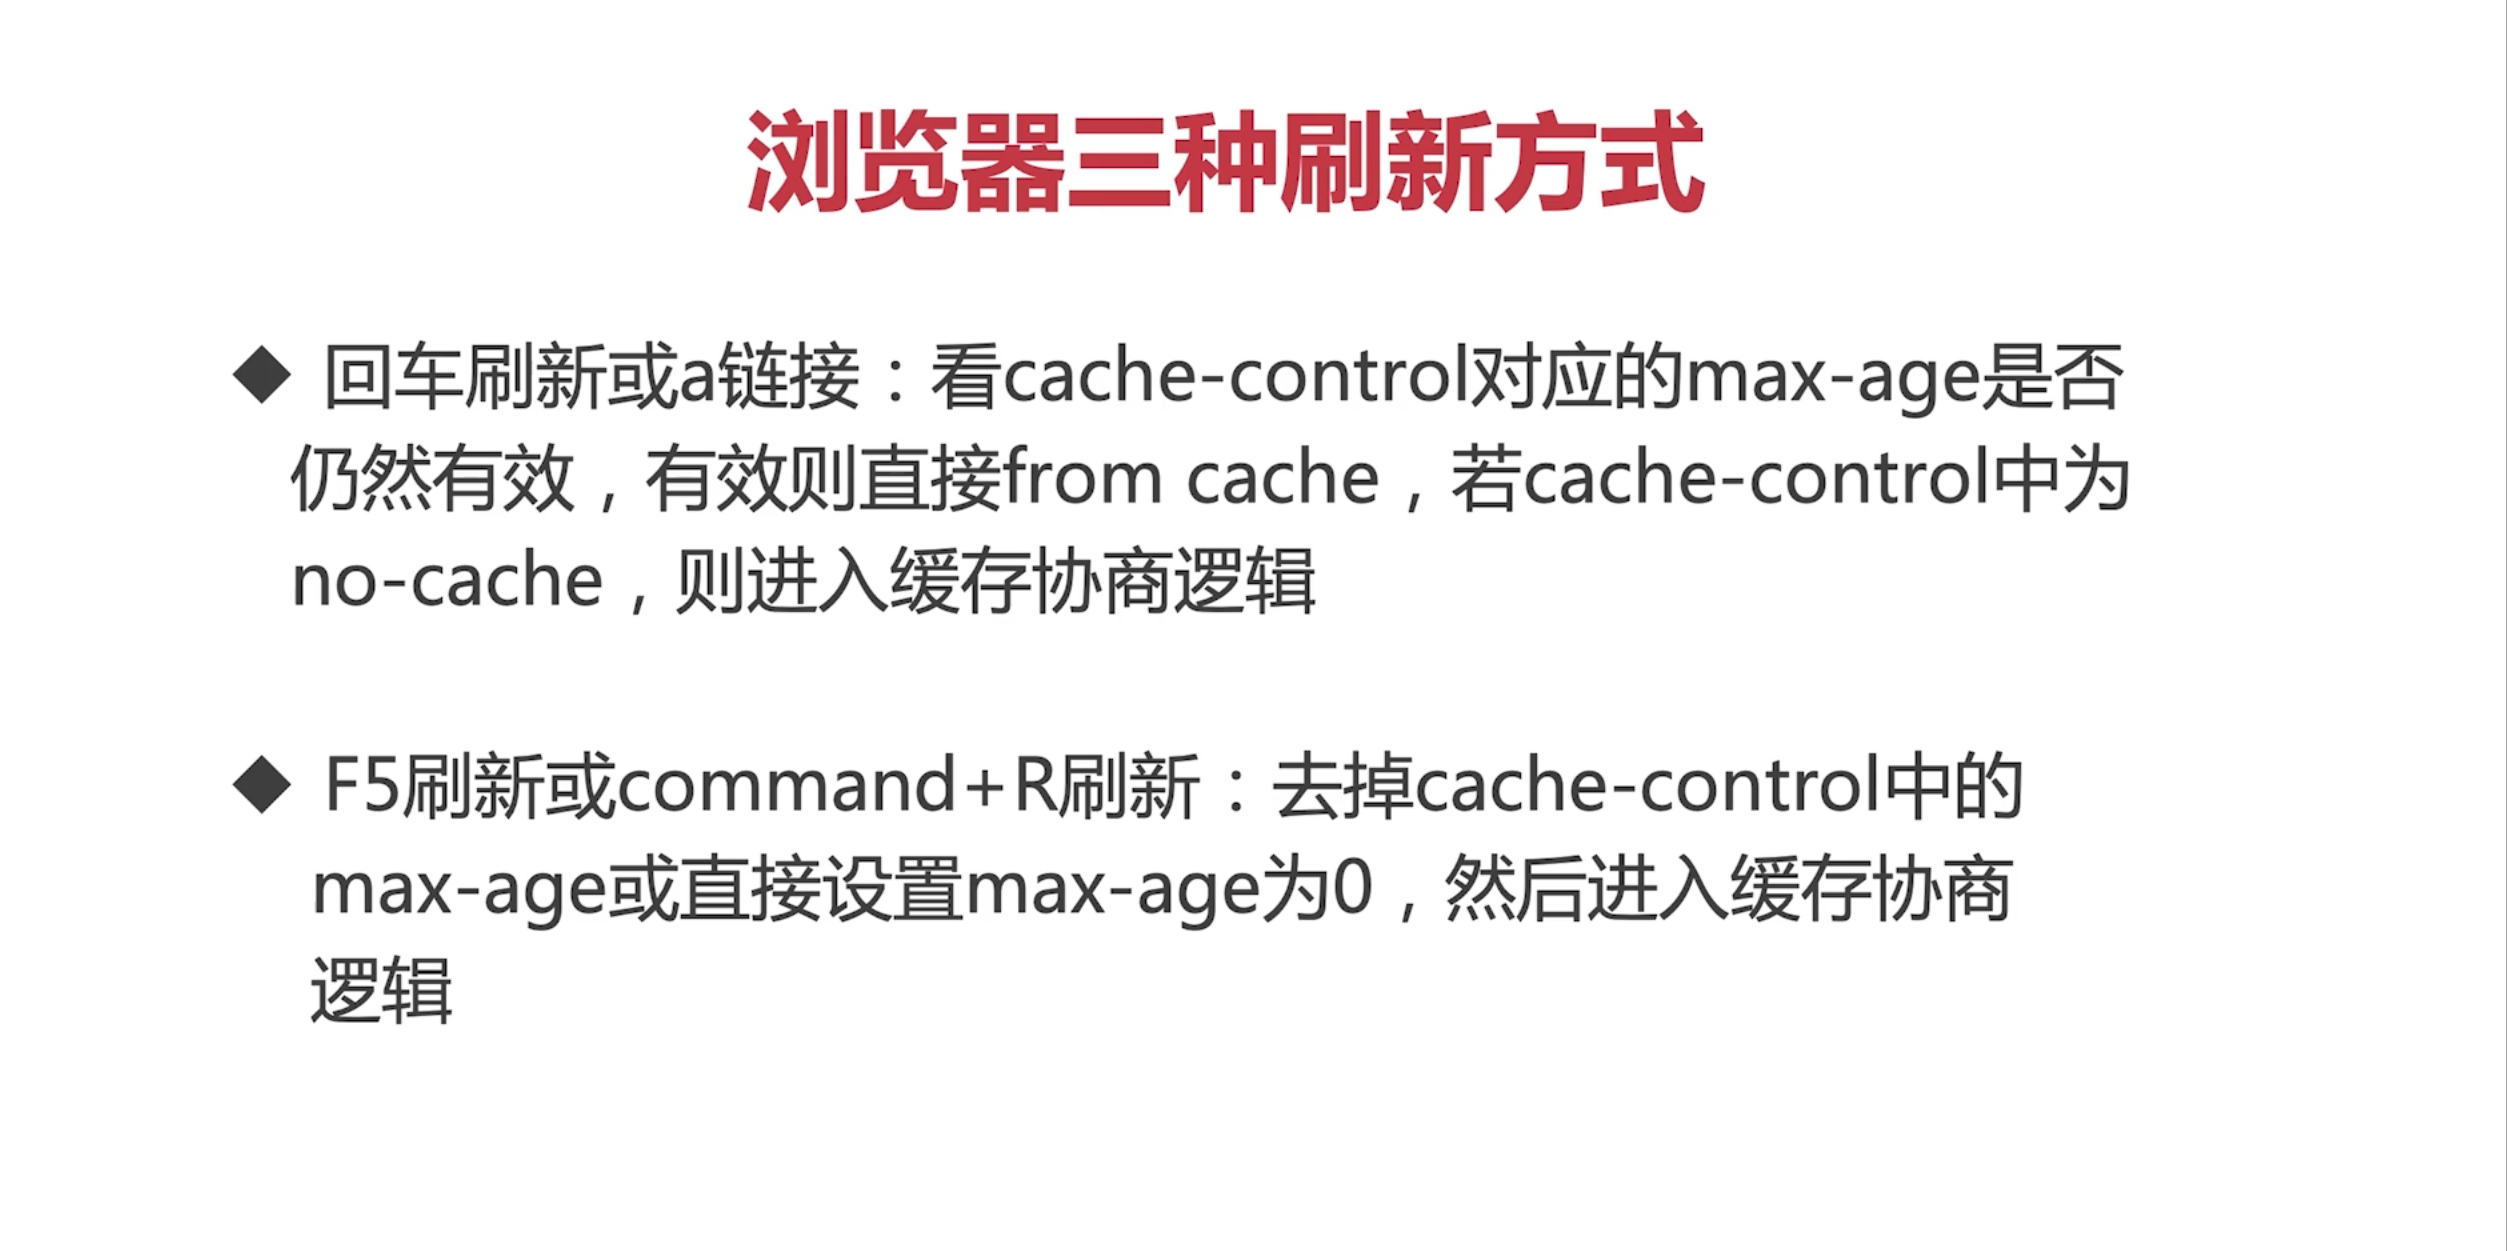 浏览器三种刷新方式
◆ 回车刷新或a链接：看cache-control对应的max-age是否
仍然有效，有效则直接from cache，若cache-control中为
no-cache，则进入缓存协商逻辑
◆ F5刷新或command+R刷新：去掉cache-control中的
max-age或直接设置max-age为0，然后进入缓存协商
逻辑